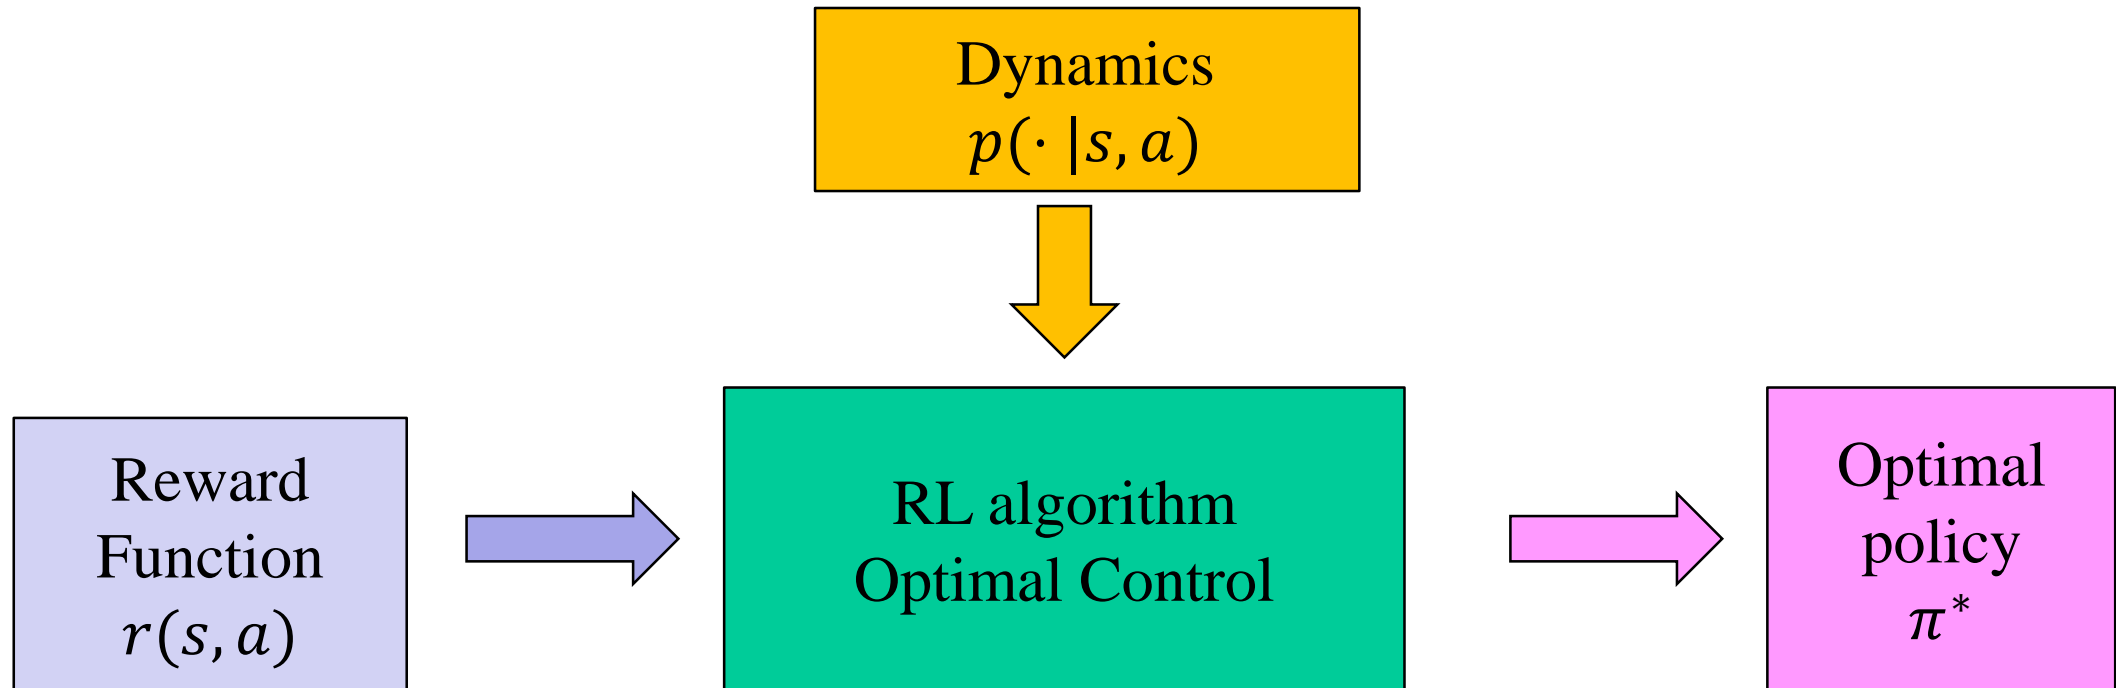 Dynamics
p(· |s, a)
Reward
Function
r(s, a)
RL algorithm
Optimal Control
Optimal
policy
π*